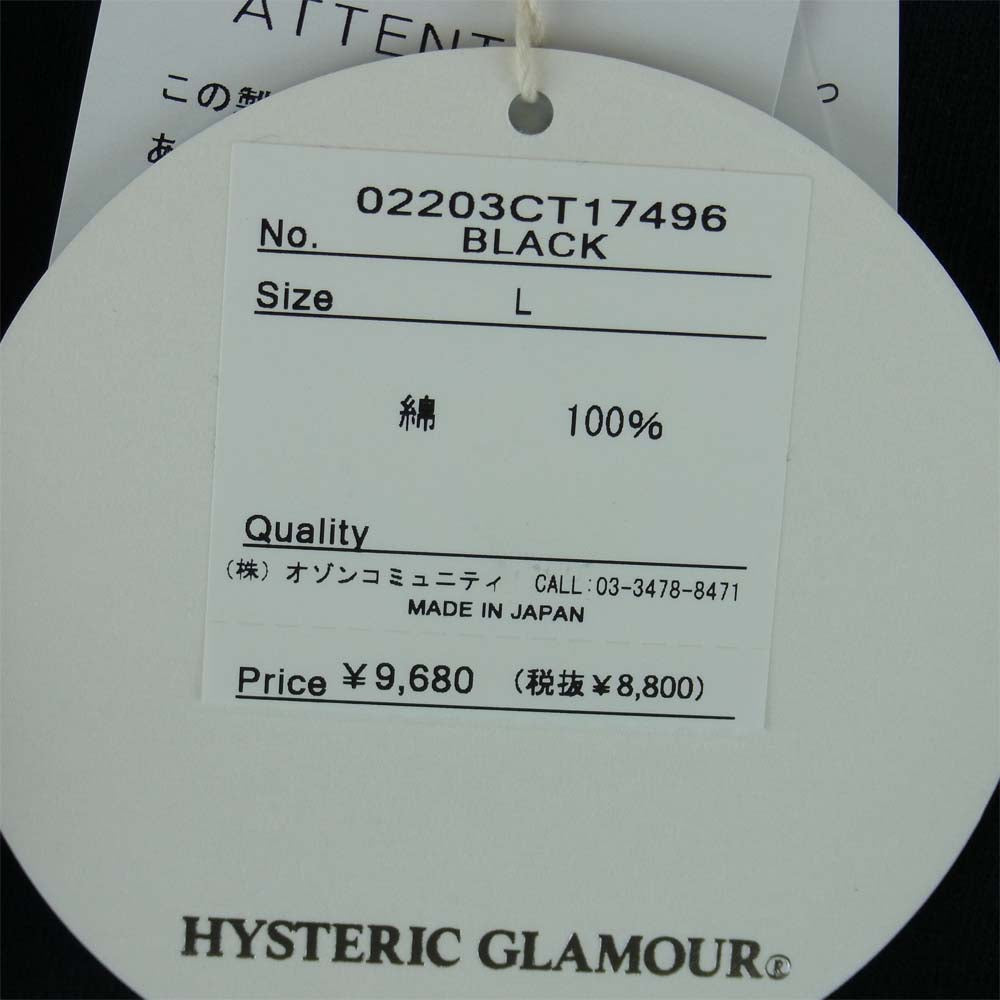 ATTENT
この製
あ
っ
02203CT17496
No. BLACK
Size L
綿 100%
Quality
(株) オゾンコミュニティ CALL:03-3478-8471
MADE IN JAPAN
Price ¥9,680 (税抜¥8,800)
HYSTERIC GLAMOUR®